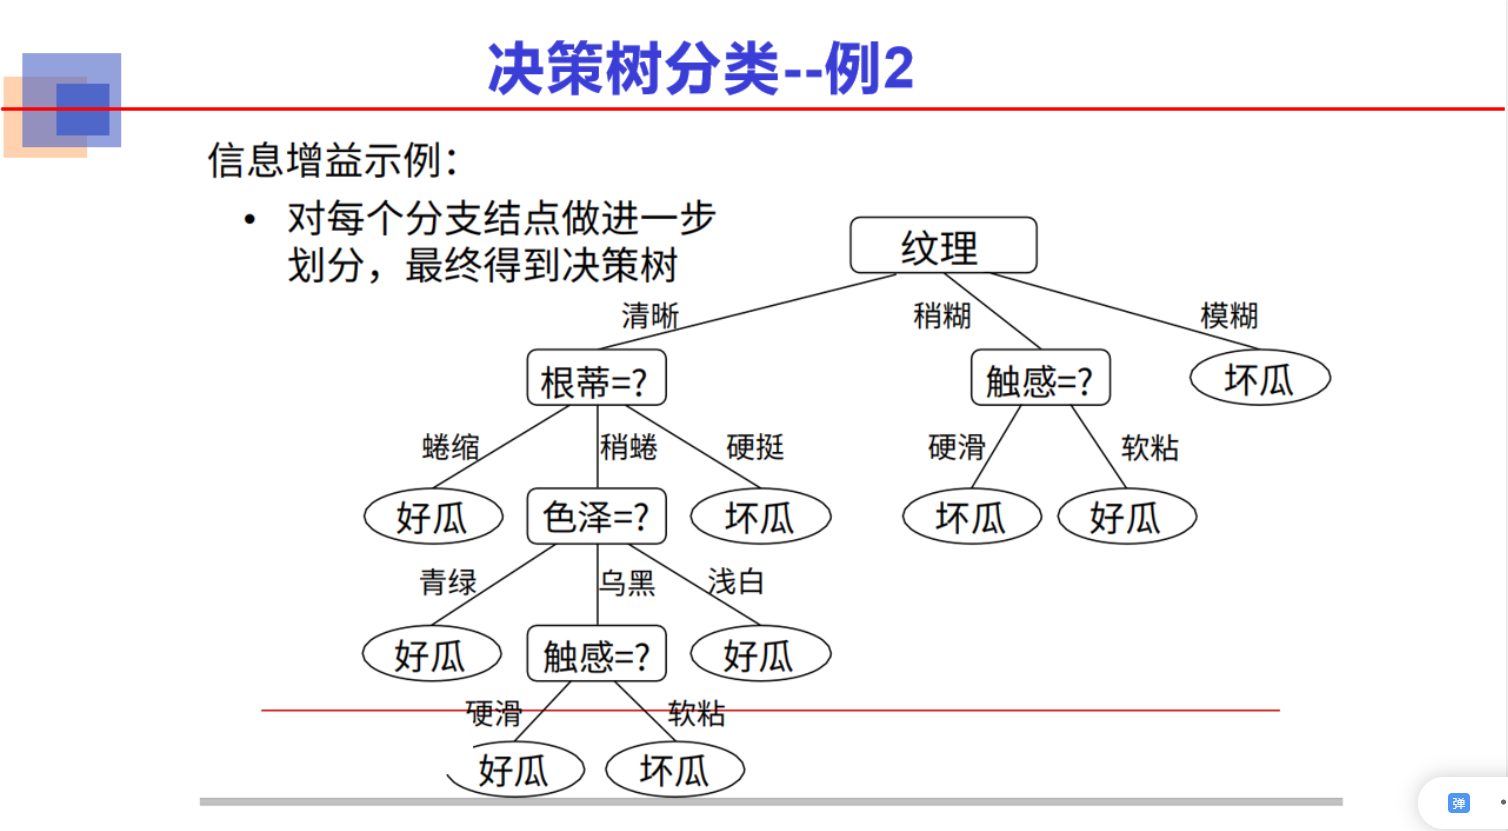 决策树分类--例2
信息增益示例：
• 对每个分支结点做进一步
划分，最终得到决策树
纹理
清晰
稍糊
模糊
根蒂=?
触感=?
坏瓜
蜷缩
稍蜷
硬挺
硬滑
软粘
好瓜
色泽=?
坏瓜
坏瓜
好瓜
青绿
乌黑
浅白
好瓜
触感=?
好瓜
硬滑
软粘
好瓜
坏瓜
弹